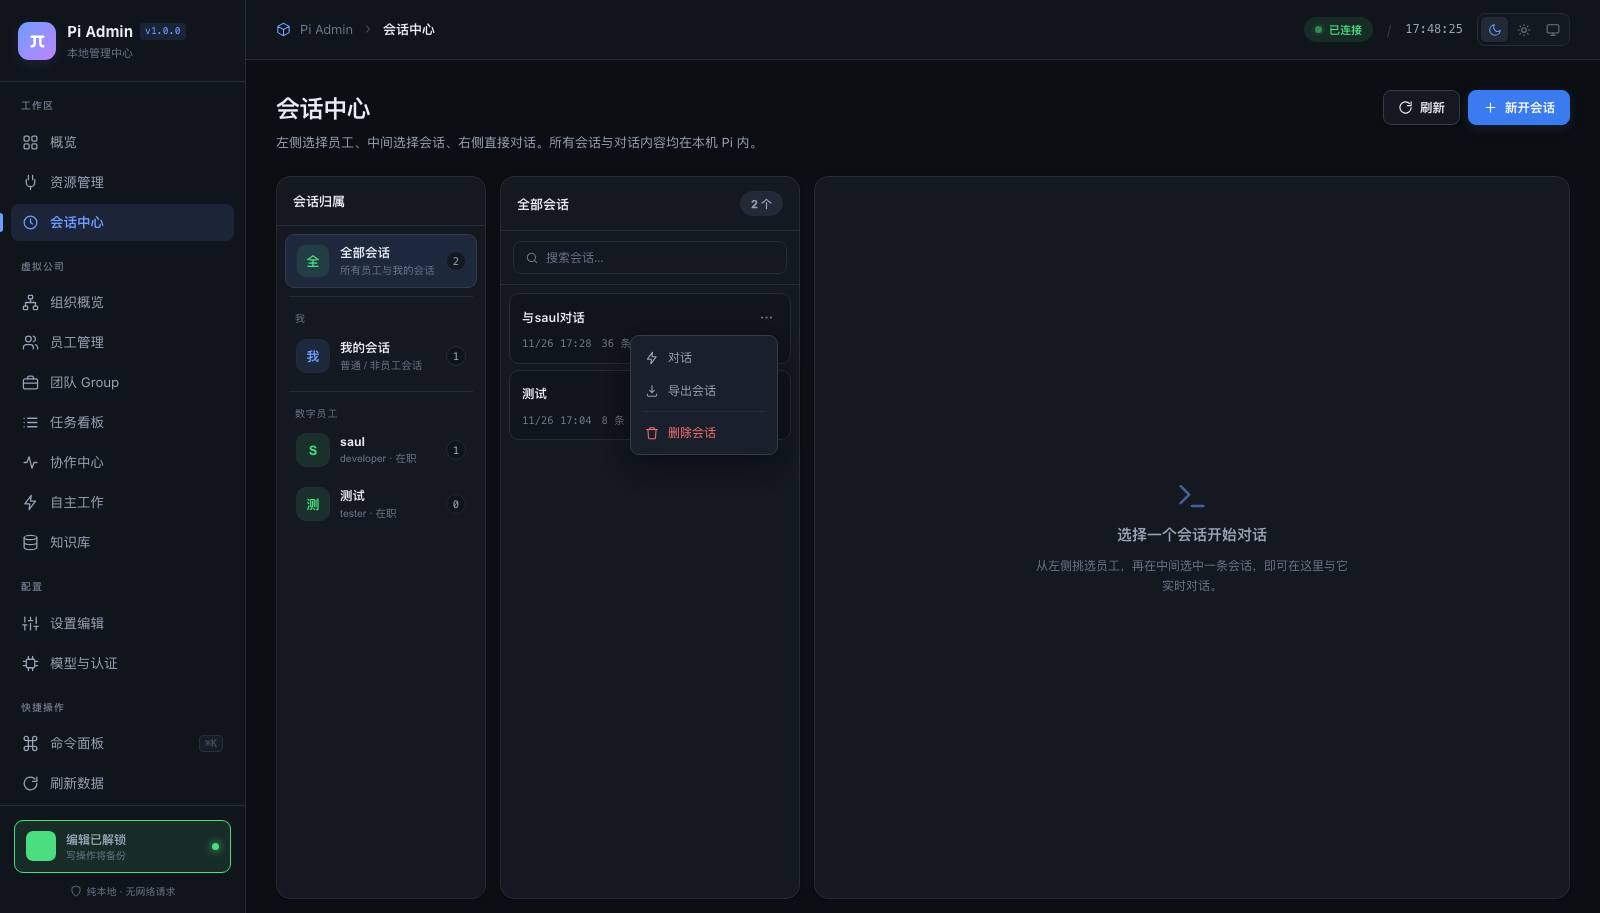 π
Pi Admin v1.0.0
本地管理中心
工作区
概览
资源管理
会话中心
虚拟公司
组织概览
员工管理
团队 Group
任务看板
协作中心
自主工作
知识库
配置
设置编辑
模型与认证
快捷操作
命令面板 ⌘K
刷新数据
编辑已解锁
写操作将备份
纯本地 · 无网络请求
Pi Admin › 会话中心
已连接 / 17:48:25
会话中心
左侧选择员工、中间选择会话、右侧直接对话。所有会话与对话内容均在本机 Pi 内。
刷新
+ 新开会话
会话归属
全 全部会话 2
所有员工与我的会话
我
我 我的会话 1
普通 / 非员工会话
数字员工
S saul 1
developer · 在职
测 测试 0
tester · 在职
全部会话 2 个
搜索会话...
与saul对话 ···
11/26 17:28 36 条
测试
11/26 17:04 8 条
对话
导出会话
删除会话
选择一个会话开始对话
从左侧挑选员工，再在中间选中一条会话，即可在这里与它
实时对话。